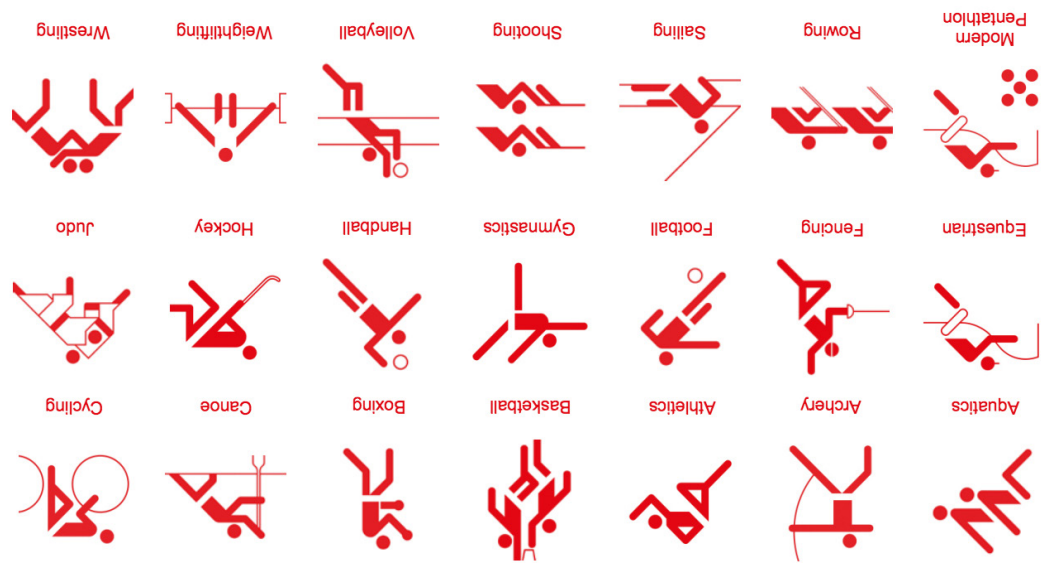 Aquatics
Archery
Athletics
Basketball
Boxing
Canoe
Cycling
Equestrian
Fencing
Football
Gymnastics
Handball
Hockey
Judo
Modern
Pentathlon
Rowing
Sailing
Shooting
Volleyball
Weightlifting
Wrestling